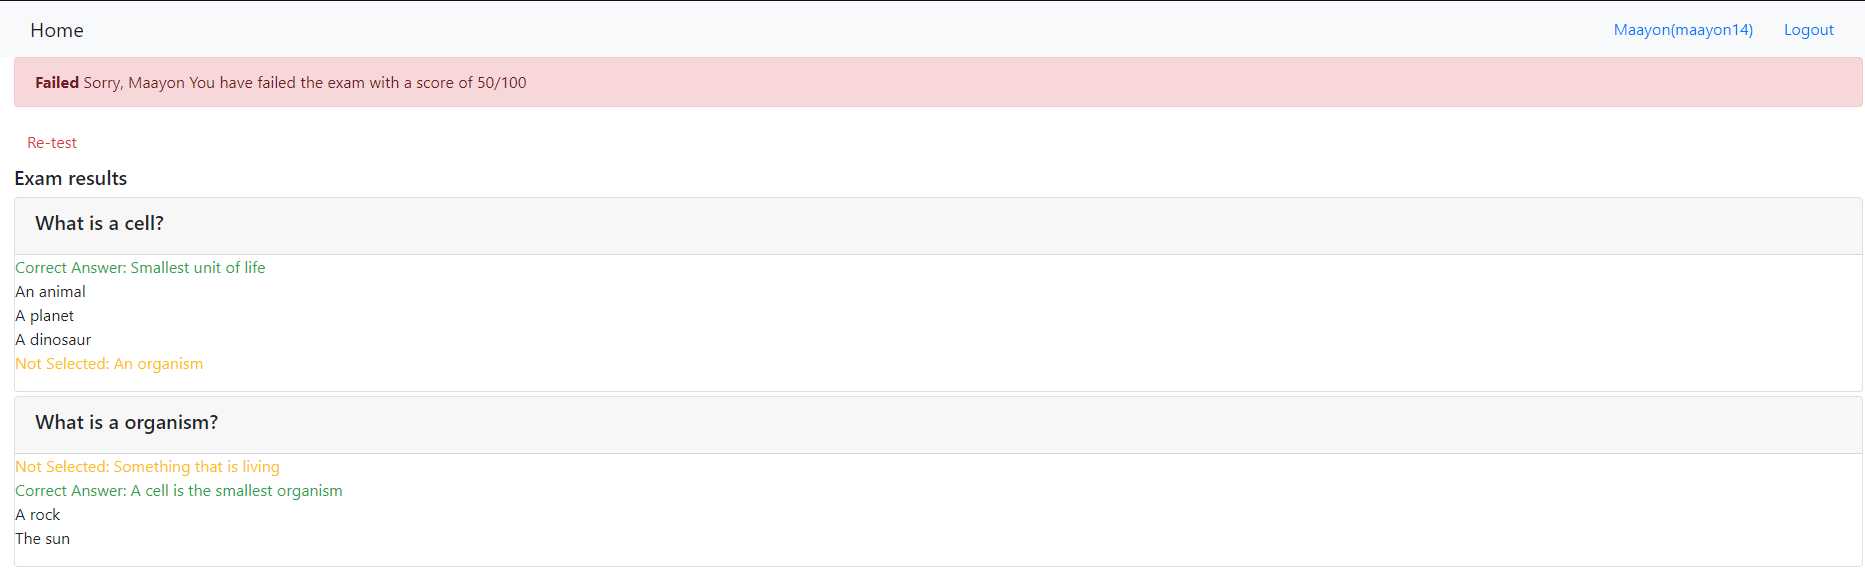 Home
Maayon(maayon14) Logout
Failed Sorry, Maayon You have failed the exam with a score of 50/100
Re-test
Exam results
What is a cell?
Correct Answer: Smallest unit of life
An animal
A planet
A dinosaur
Not Selected: An organism
What is a organism?
Not Selected: Something that is living
Correct Answer: A cell is the smallest organism
A rock
The sun